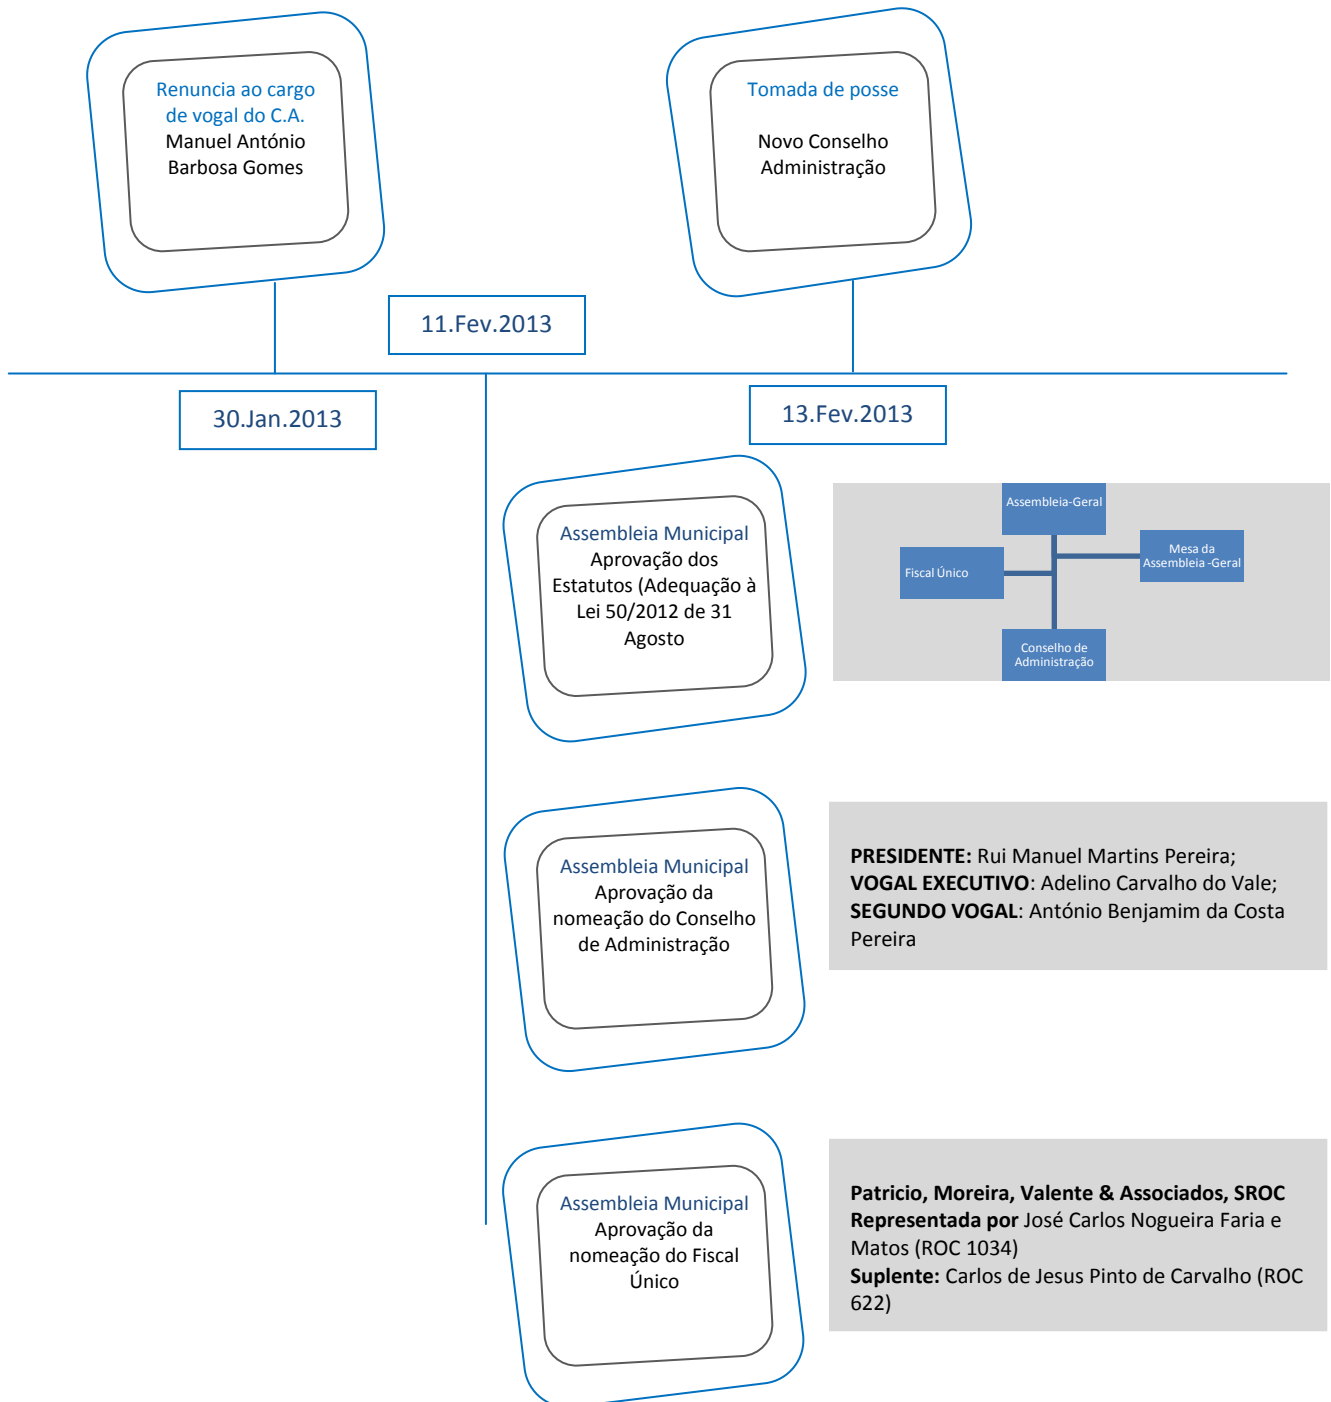 Renuncia ao cargo
de vogal do C.A.
Manuel António
Barbosa Gomes
Tomada de posse
Novo Conselho
Administração
11.Fev.2013
30.Jan.2013
13.Fev.2013
Assembleia Municipal
Aprovação dos
Estatutos (Adequação à
Lei 50/2012 de 31
Agosto
Assembleia-Geral
Mesa da
Assembleia -Geral
Fiscal Único
Conselho de
Administração
Assembleia Municipal
Aprovação da
nomeação do Conselho
de Administração
PRESIDENTE: Rui Manuel Martins Pereira;
VOGAL EXECUTIVO: Adelino Carvalho do Vale;
SEGUNDO VOGAL: António Benjamim da Costa
Pereira
Assembleia Municipal
Aprovação da
nomeação do Fiscal
Único
Patricio, Moreira, Valente & Associados, SROC
Representada por José Carlos Nogueira Faria e
Matos (ROC 1034)
Suplente: Carlos de Jesus Pinto de Carvalho (ROC
622)